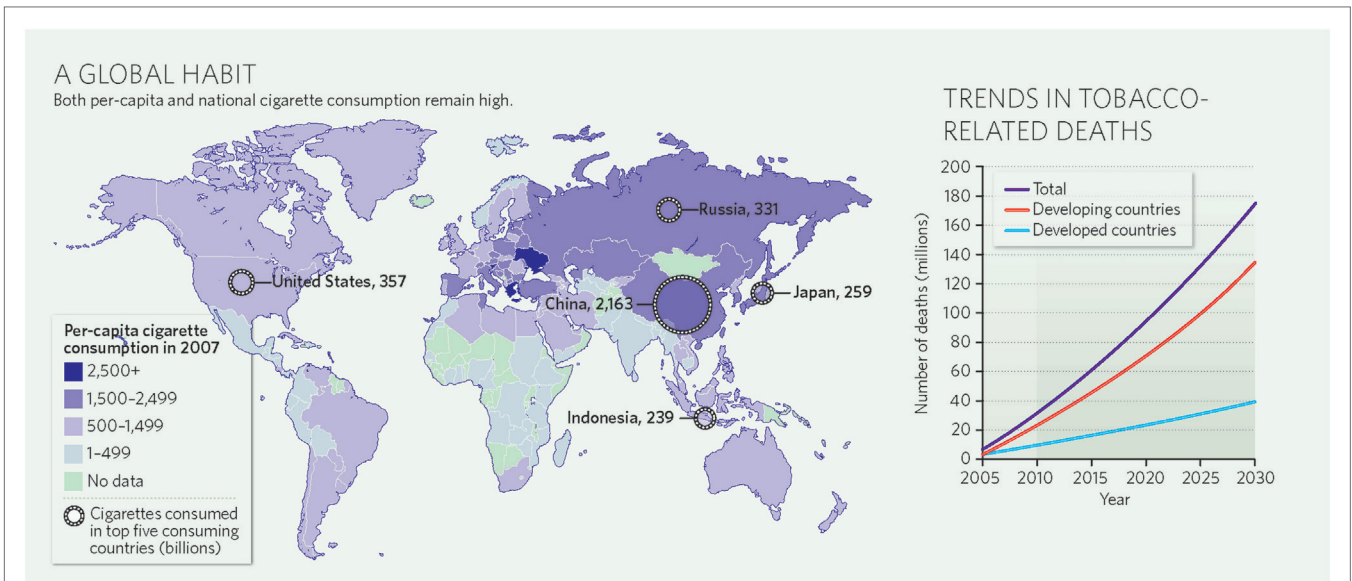 A GLOBAL HABIT
Both per-capita and national cigarette consumption remain high.
United States, 357
Russia, 331
China, 2,163
Japan, 259
Indonesia, 239
Per-capita cigarette
consumption in 2007
2,500+
1,500–2,499
500–1,499
1–499
No data
Cigarettes consumed
in top five consuming
countries (billions)
TRENDS IN TOBACCO-
RELATED DEATHS
Number of deaths (millions)
200
180
160
140
120
100
80
60
40
20
0
Total
Developing countries
Developed countries
2005 2010 2015 2020 2025 2030
Year